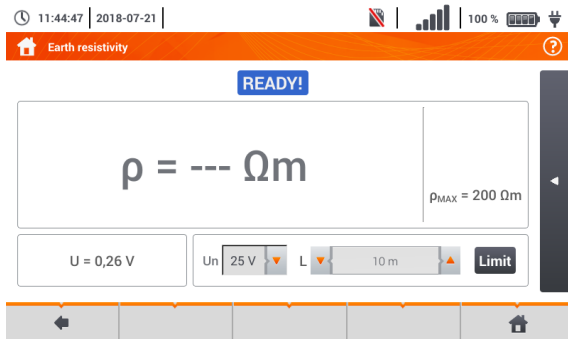 11:44:47 2018-07-21 100 %
Earth resistivity ?
READY!
ρ = --- Ωm
ρMAX = 200 Ωm
U = 0,26 V
Un 25 V L 10 m Limit